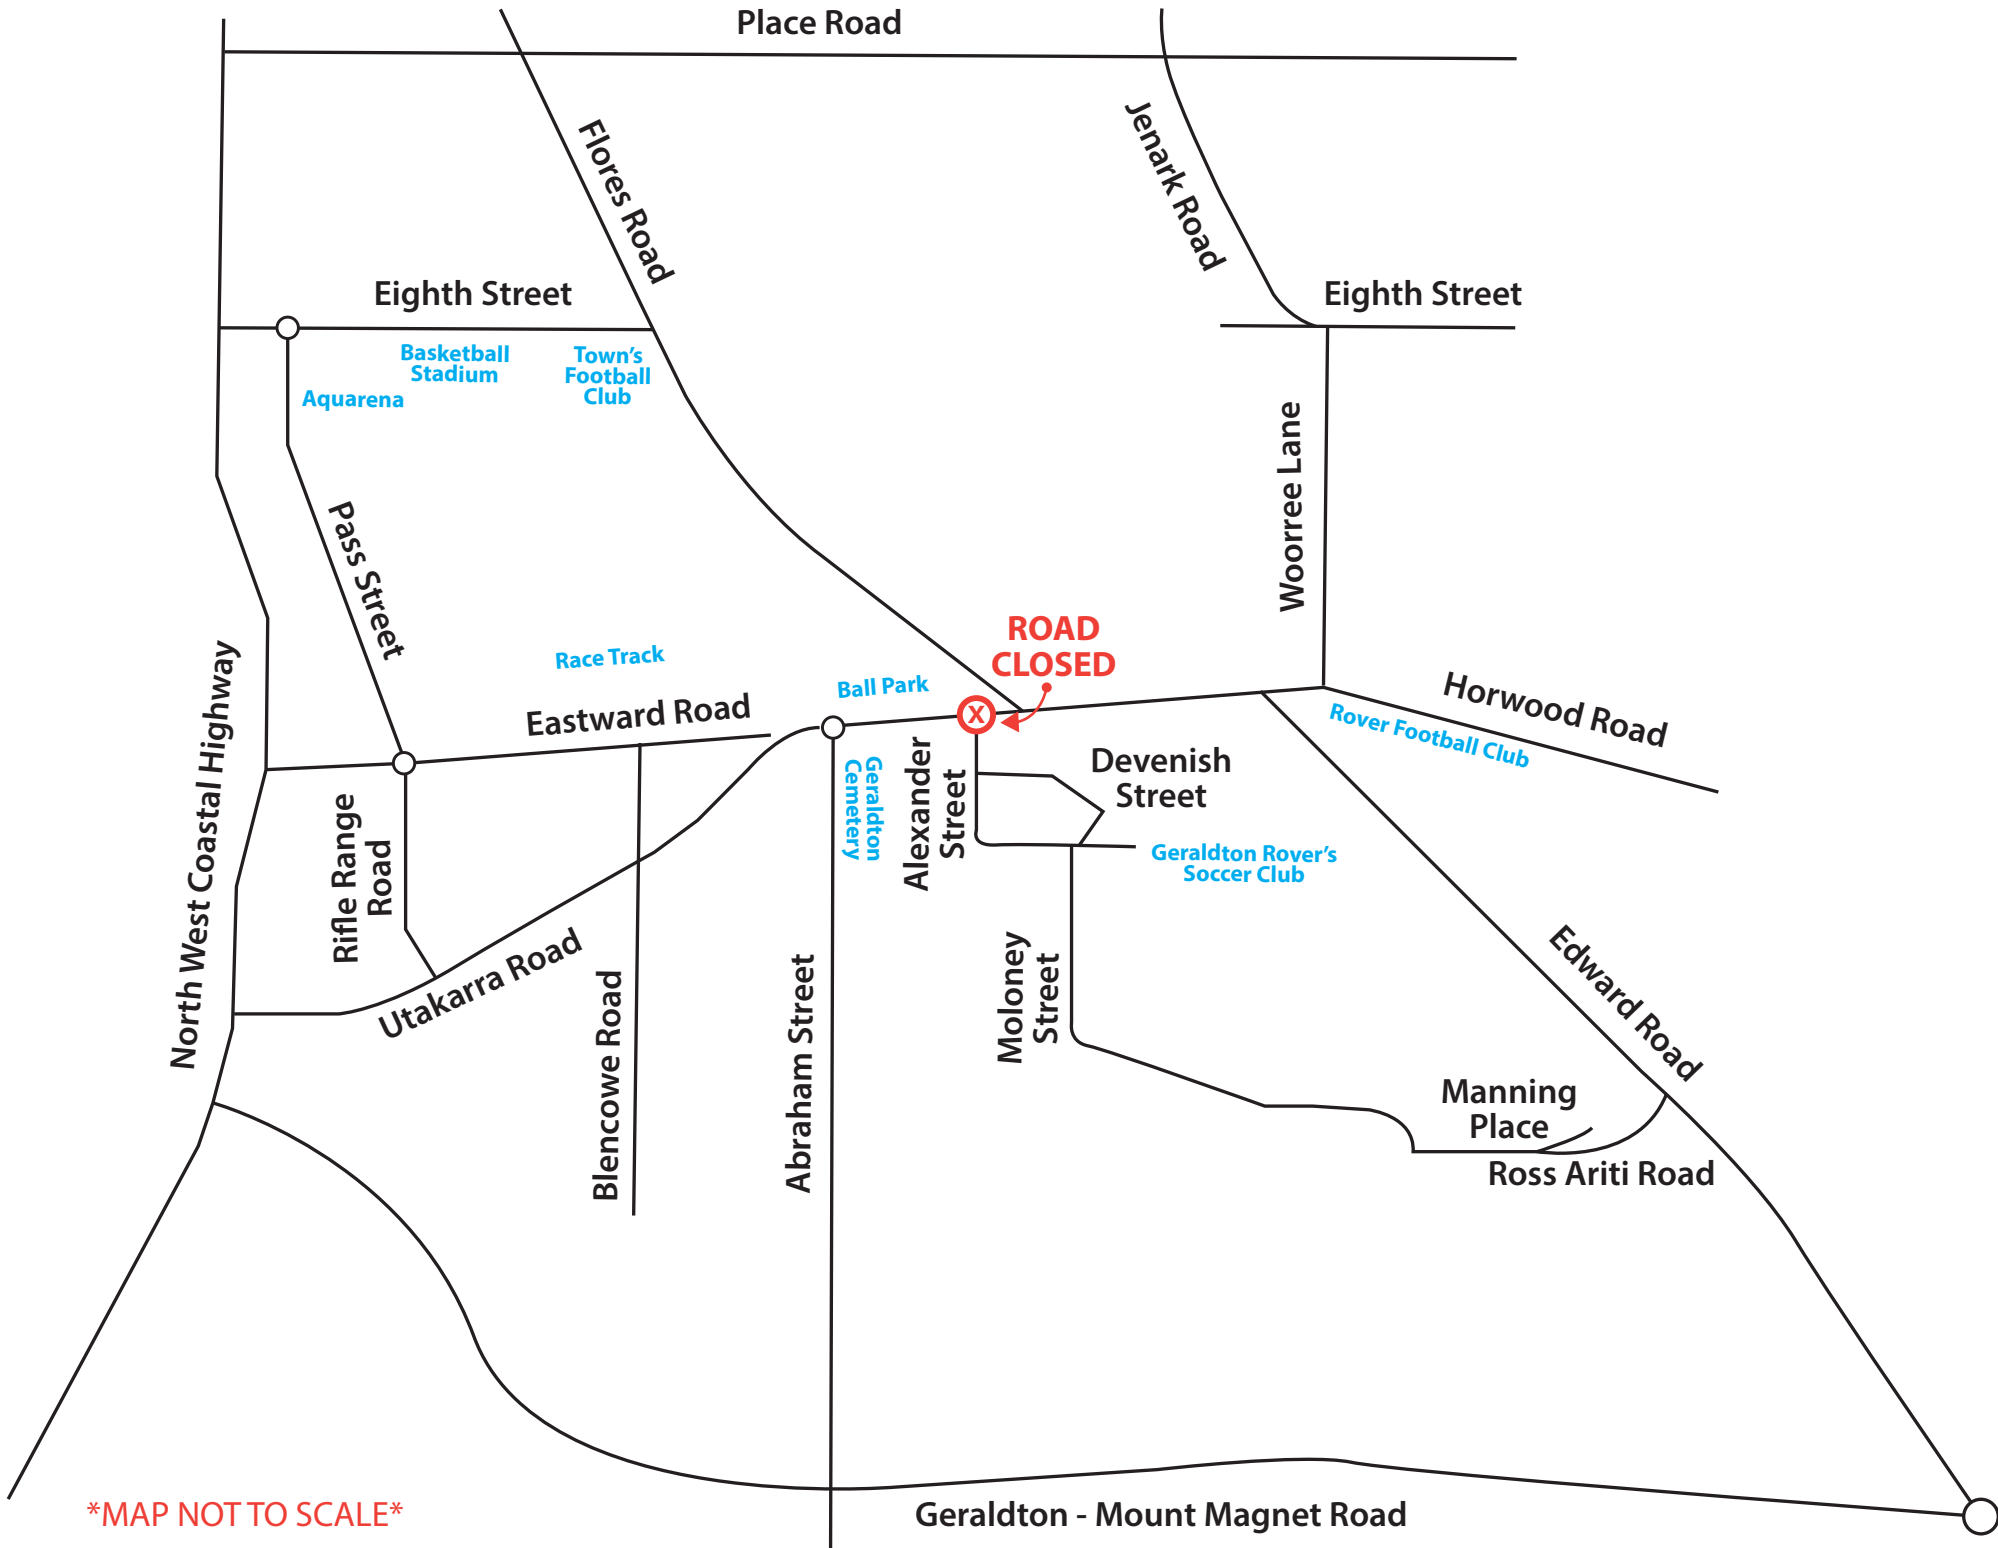 Place Road
Flores Road
Jenark Road
Eighth Street
Eighth Street
Basketball
Stadium
Town's
Football
Club
Aquarena
Pass Street
Woorree Lane
ROAD
CLOSED
X
Race Track
Ball Park
Eastward Road
Horwood Road
Rover Football Club
North West Coastal Highway
Rifle Range
Road
Geraldton
Cemetery
Alexander
Street
Devenish
Street
Geraldton Rover's
Soccer Club
Utakarra Road
Blencowe Road
Abraham Street
Moloney
Street
Edward Road
Manning
Place
Ross Ariti Road
*MAP NOT TO SCALE*
Geraldton - Mount Magnet Road